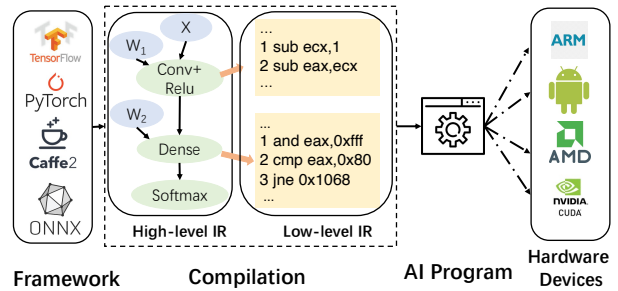 TensorFlow
PyTorch
Caffe2
ONNX
X
W1
Conv+
Relu
W2
Dense
Softmax
High-level IR
...
1 sub ecx,1
2 sub eax,ecx
...
...
1 and eax,0xfff
2 cmp eax,0x80
3 jne 0x1068
...
Low-level IR
ARM
AMD
NVIDIA.
CUDA
Framework
Compilation
AI Program
Hardware
Devices